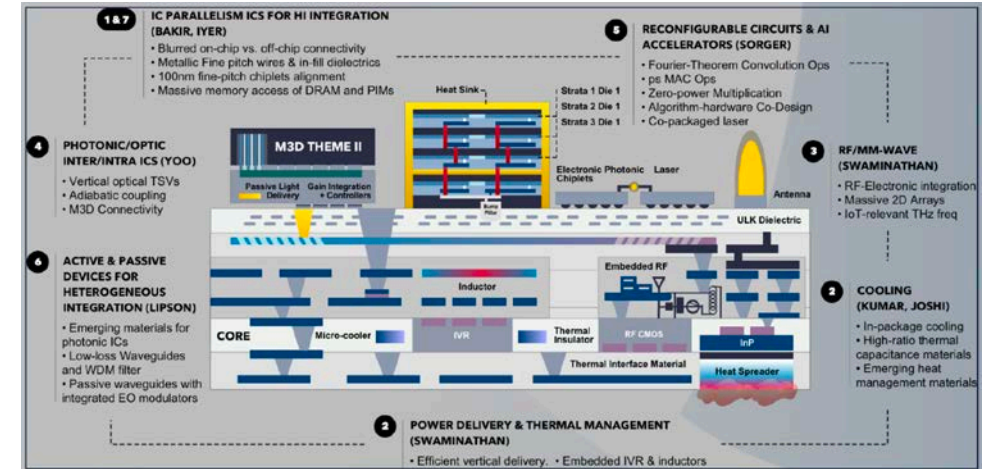 1&7
IC PARALLELISM ICS FOR HI INTEGRATION
(BAKIR, IYER)
• Blurred on-chip vs. off-chip connectivity
• Metallic Fine pitch wires & in-fill dielectrics
• 100nm fine-pitch chiplets alignment
• Massive memory access of DRAM and PIMs
5
RECONFIGURABLE CIRCUITS & AI
ACCELERATORS (SORGER)
• Fourier-Theorem Convolution Ops
• ps MAC Ops
• Zero-power Multiplication
• Algorithm-hardware Co-Design
• Co-packaged laser
4
PHOTONIC/OPTIC
INTER/INTRA ICS (YOO)
• Vertical optical TSVs
• Adiabatic coupling
• M3D Connectivity
3
RF/MM-WAVE
(SWAMINATHAN)
• RF-Electronic integration
• Massive 2D Arrays
• IoT-relevant THz freq
6
ACTIVE & PASSIVE
DEVICES FOR
HETEROGENEOUS
INTEGRATION (LIPSON)
• Emerging materials for
photonic ICs
• Low-loss Waveguides
and WDM filter
• Passive waveguides with
integrated EO modulators
2
COOLING
(KUMAR, JOSHI)
• In-package cooling
• High-ratio thermal
capacitance materials
• Emerging heat
management materials
Heat Sink
Strata 1 Die 1
Strata 2 Die 1
Strata 3 Die 1
M3D THEME II
Passive Light
Delivery
Gain Integration
+ Controllers
Electronic Photonic Laser
Chiplets
Antenna
ULK Dielectric
Inductor
Embedded RF
CORE
Micro-cooler
IVR
Thermal
Insulator
RF CMOS
InP
Thermal Interface Material
Heat Spreader
2
POWER DELIVERY & THERMAL MANAGEMENT
(SWAMINATHAN)
• Efficient vertical delivery. • Embedded IVR & inductors